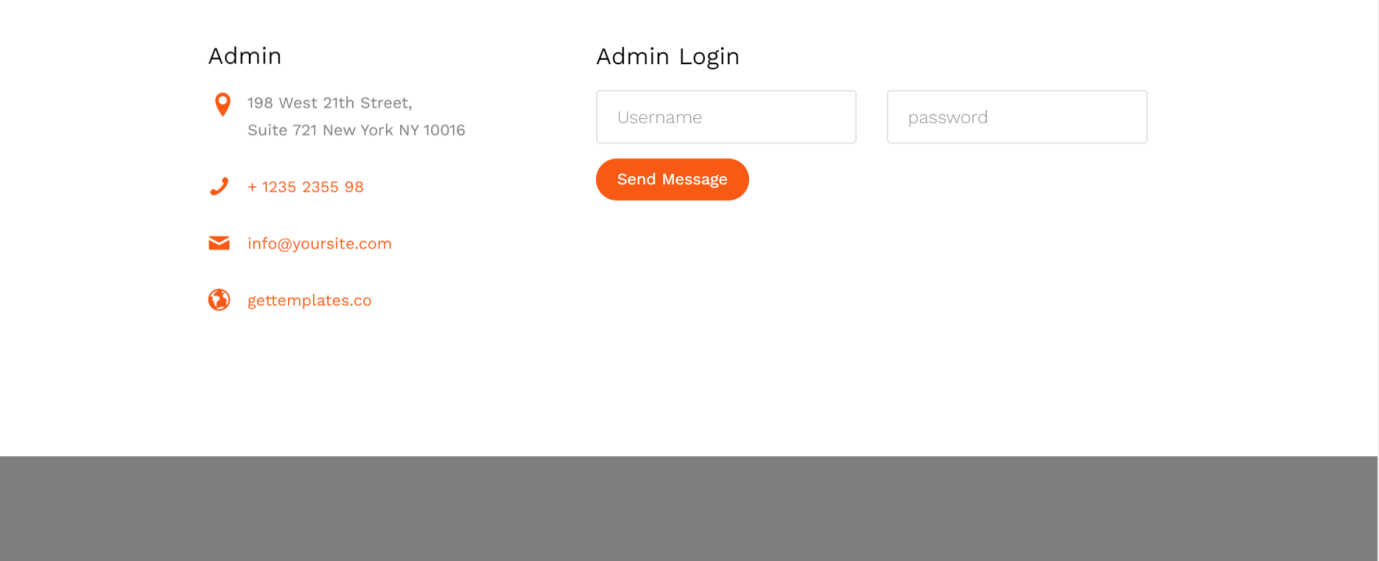 Admin
198 West 21th Street,
Suite 721 New York NY 10016
+ 1235 2355 98
info@yoursite.com
gettemplates.co
Admin Login
Username
password
Send Message